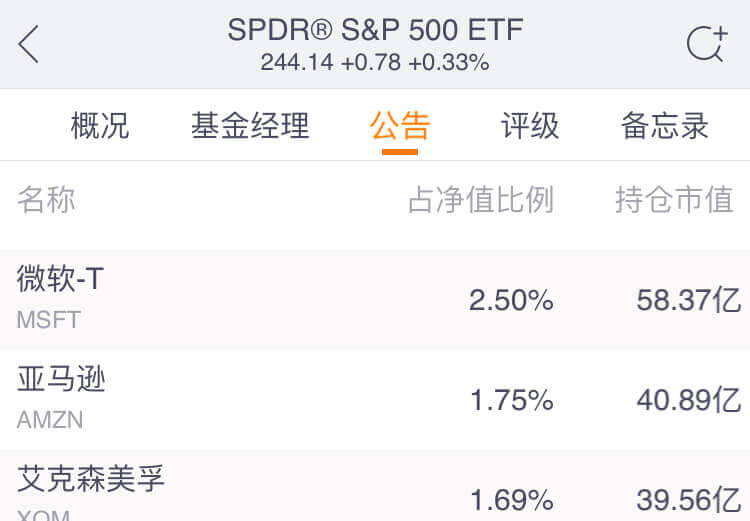 SPDR® S&P 500 ETF
244.14 +0.78 +0.33%
概况 基金经理 公告 评级 备忘录
名称 占净值比例 持仓市值
微软-T
MSFT
2.50% 58.37亿
亚马逊
AMZN
1.75% 40.89亿
艾克森美孚
XOM
1.69% 39.56亿